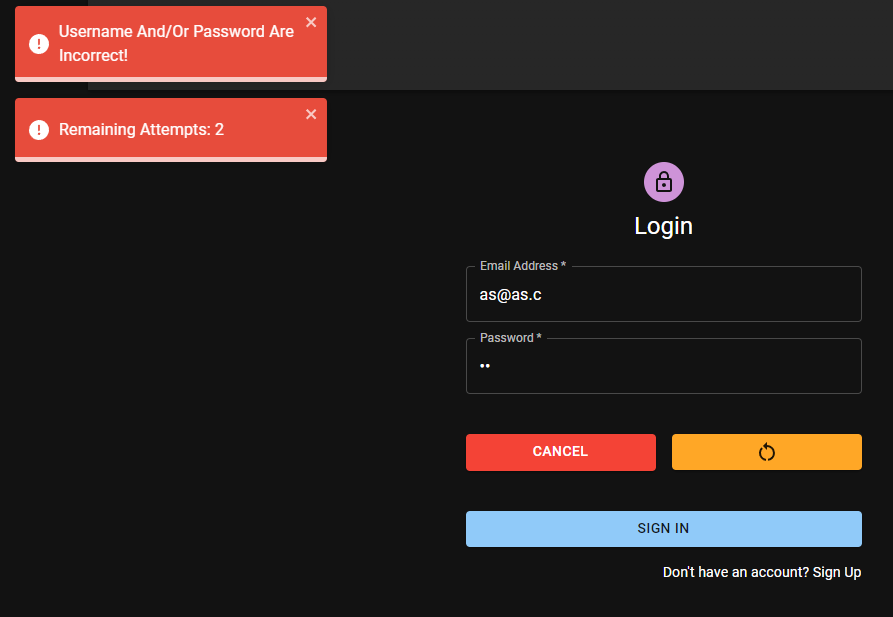 Username And/Or Password Are
Incorrect!
Remaining Attempts: 2
Login
Email Address *
as@as.c
Password *
••
CANCEL
SIGN IN
Don't have an account? Sign Up